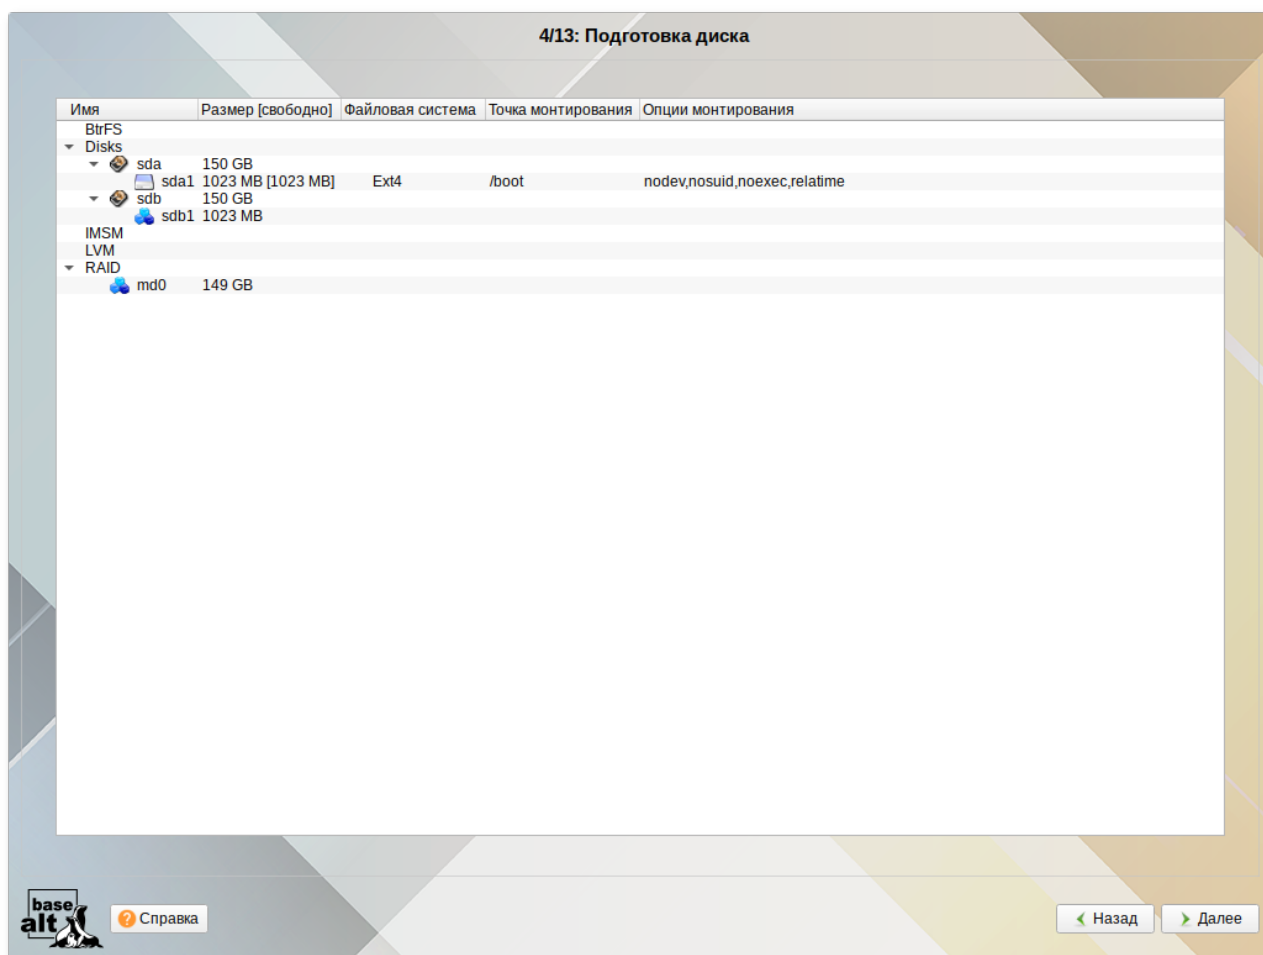 4/13: Подготовка диска
Имя Размер [свободно] Файловая система Точка монтирования Опции монтирования
BtrFS
Disks
sda 150 GB
sda1 1023 MB [1023 MB] Ext4 /boot nodev,nosuid,noexec,relatime
sdb 150 GB
sdb1 1023 MB
IMSM
LVM
RAID
md0 149 GB
base
alt
Справка Назад Далее